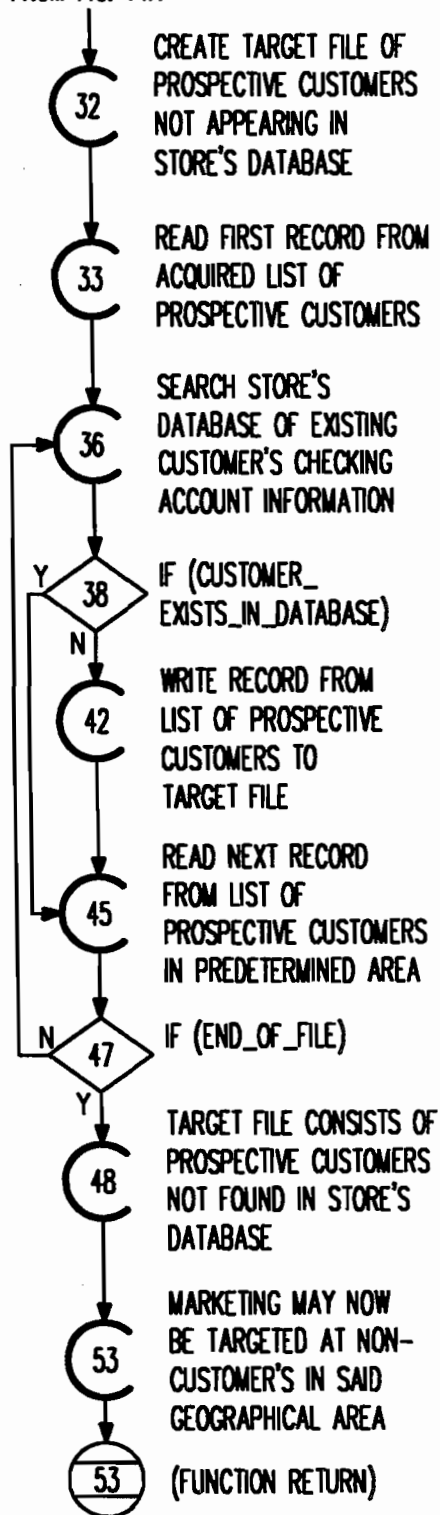 CREATE TARGET FILE OF
PROSPECTIVE CUSTOMERS
32
NOT APPEARING IN
STORE'S DATABASE
READ FIRST RECORD FROM
33
ACQUIRED LIST OF
PROSPECTIVE CUSTOMERS
SEARCH STORE'S
DATABASE OF EXISTING
36
CUSTOMER'S CHECKING
ACCOUNT INFORMATION
Y
38
IF (CUSTOMER_
EXISTS_IN_DATABASE)
N
WRITE RECORD FROM
42
LIST OF PROSPECTIVE
CUSTOMERS TO
TARGET FILE
READ NEXT RECORD
45
FROM LIST OF
PROSPECTIVE CUSTOMERS
IN PREDETERMINED AREA
N
47
IF (END_OF_FILE)
Y
TARGET FILE CONSISTS OF
48
PROSPECTIVE CUSTOMERS
NOT FOUND IN STORE'S
DATABASE
MARKETING MAY NOW
53
BE TARGETED AT NON-
CUSTOMER'S IN SAID
GEOGRAPHICAL AREA
53
(FUNCTION RETURN)